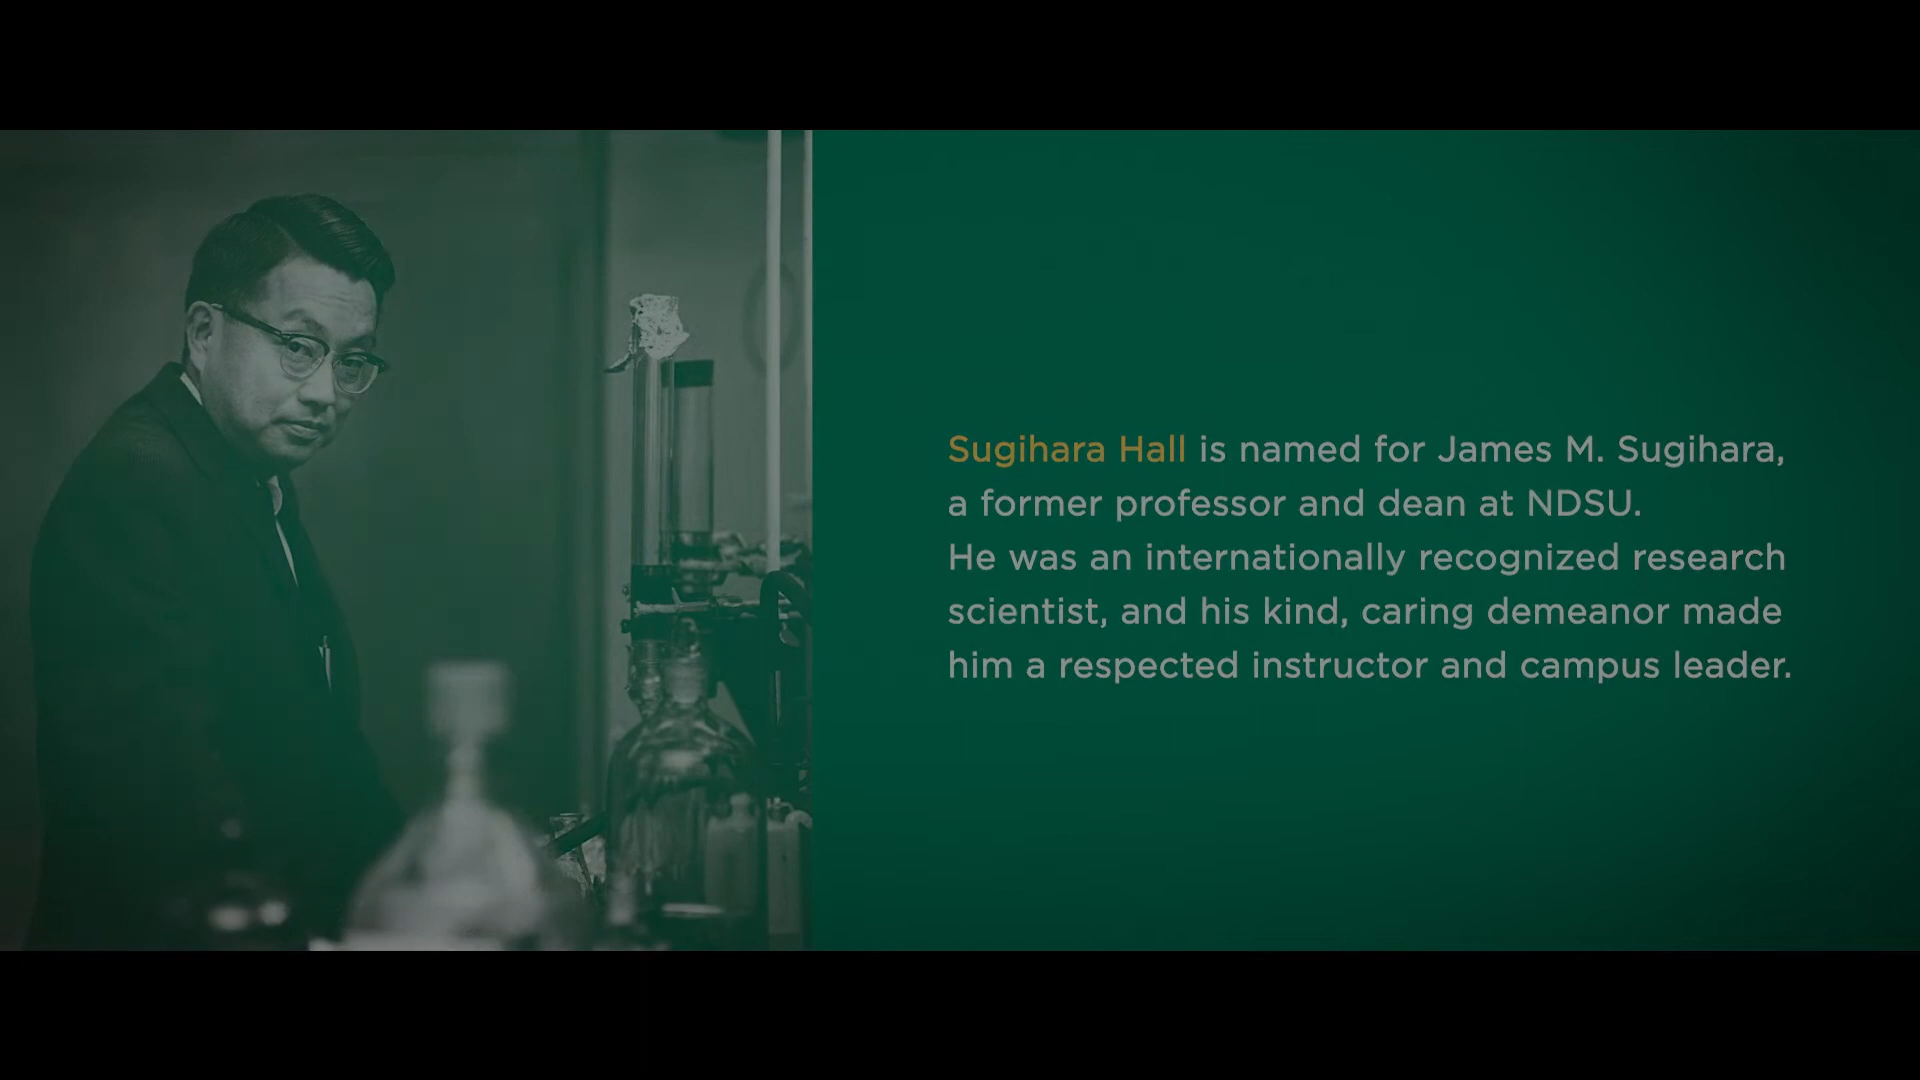 Sugihara Hall is named for James M. Sugihara,
a former professor and dean at NDSU.
He was an internationally recognized research
scientist, and his kind, caring demeanor made
him a respected instructor and campus leader.